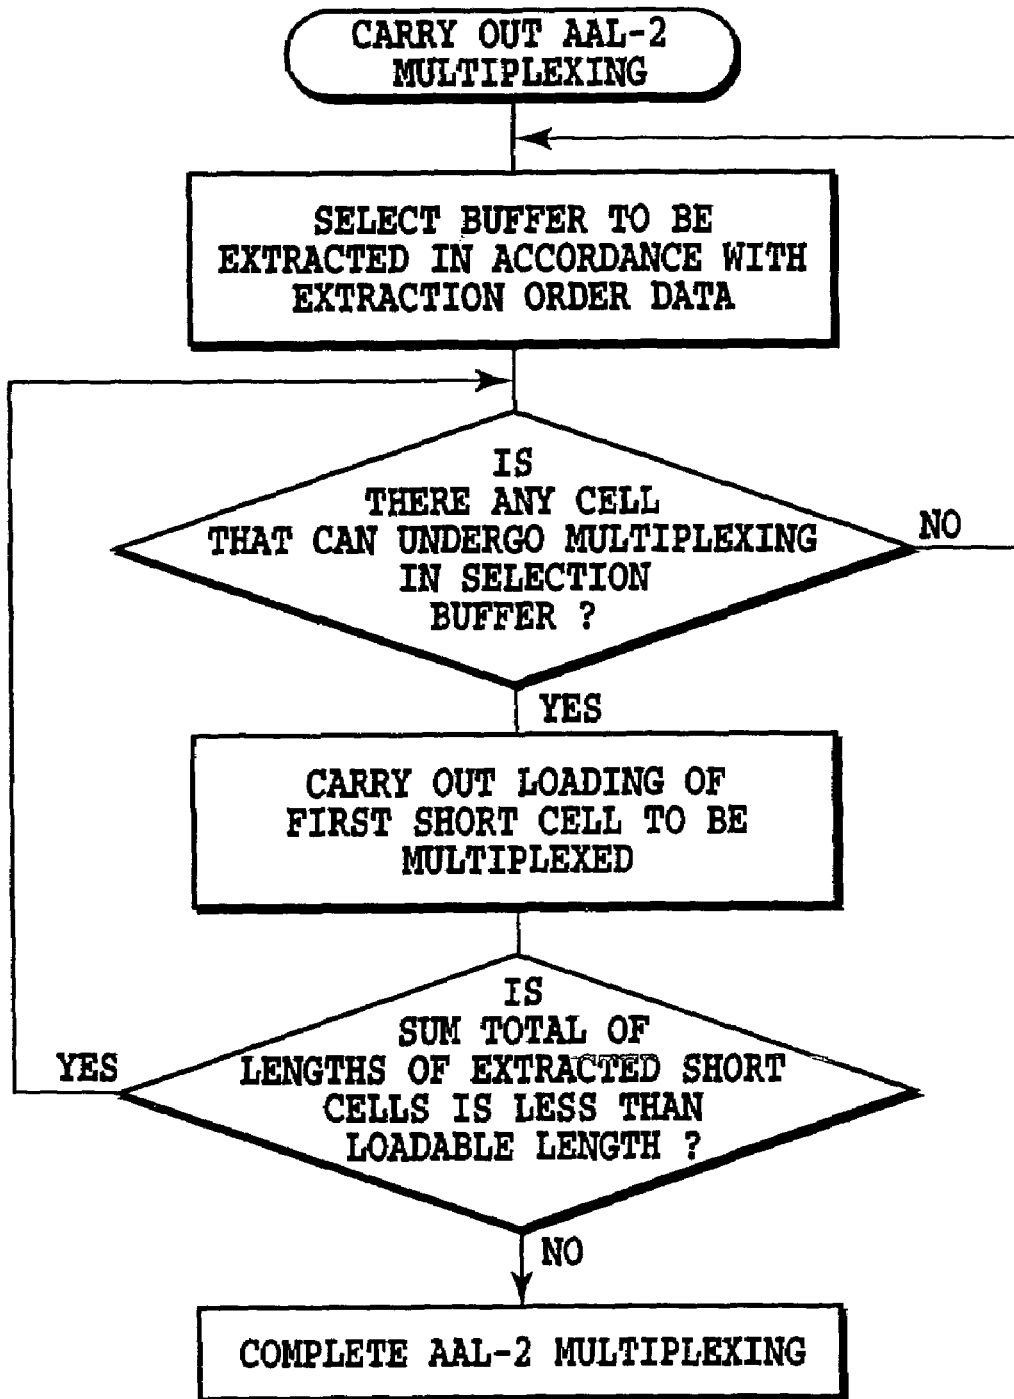 CARRY OUT AAL-2
MULTIPLEXING
SELECT BUFFER TO BE
EXTRACTED IN ACCORDANCE WITH
EXTRACTION ORDER DATA
IS
THERE ANY CELL
THAT CAN UNDERGO MULTIPLEXING
IN SELECTION
BUFFER ?
NO
YES
CARRY OUT LOADING OF
FIRST SHORT CELL TO BE
MULTIPLEXED
IS
SUM TOTAL OF
LENGTHS OF EXTRACTED SHORT
CELLS IS LESS THAN
LOADABLE LENGTH ?
YES
NO
COMPLETE AAL-2 MULTIPLEXING